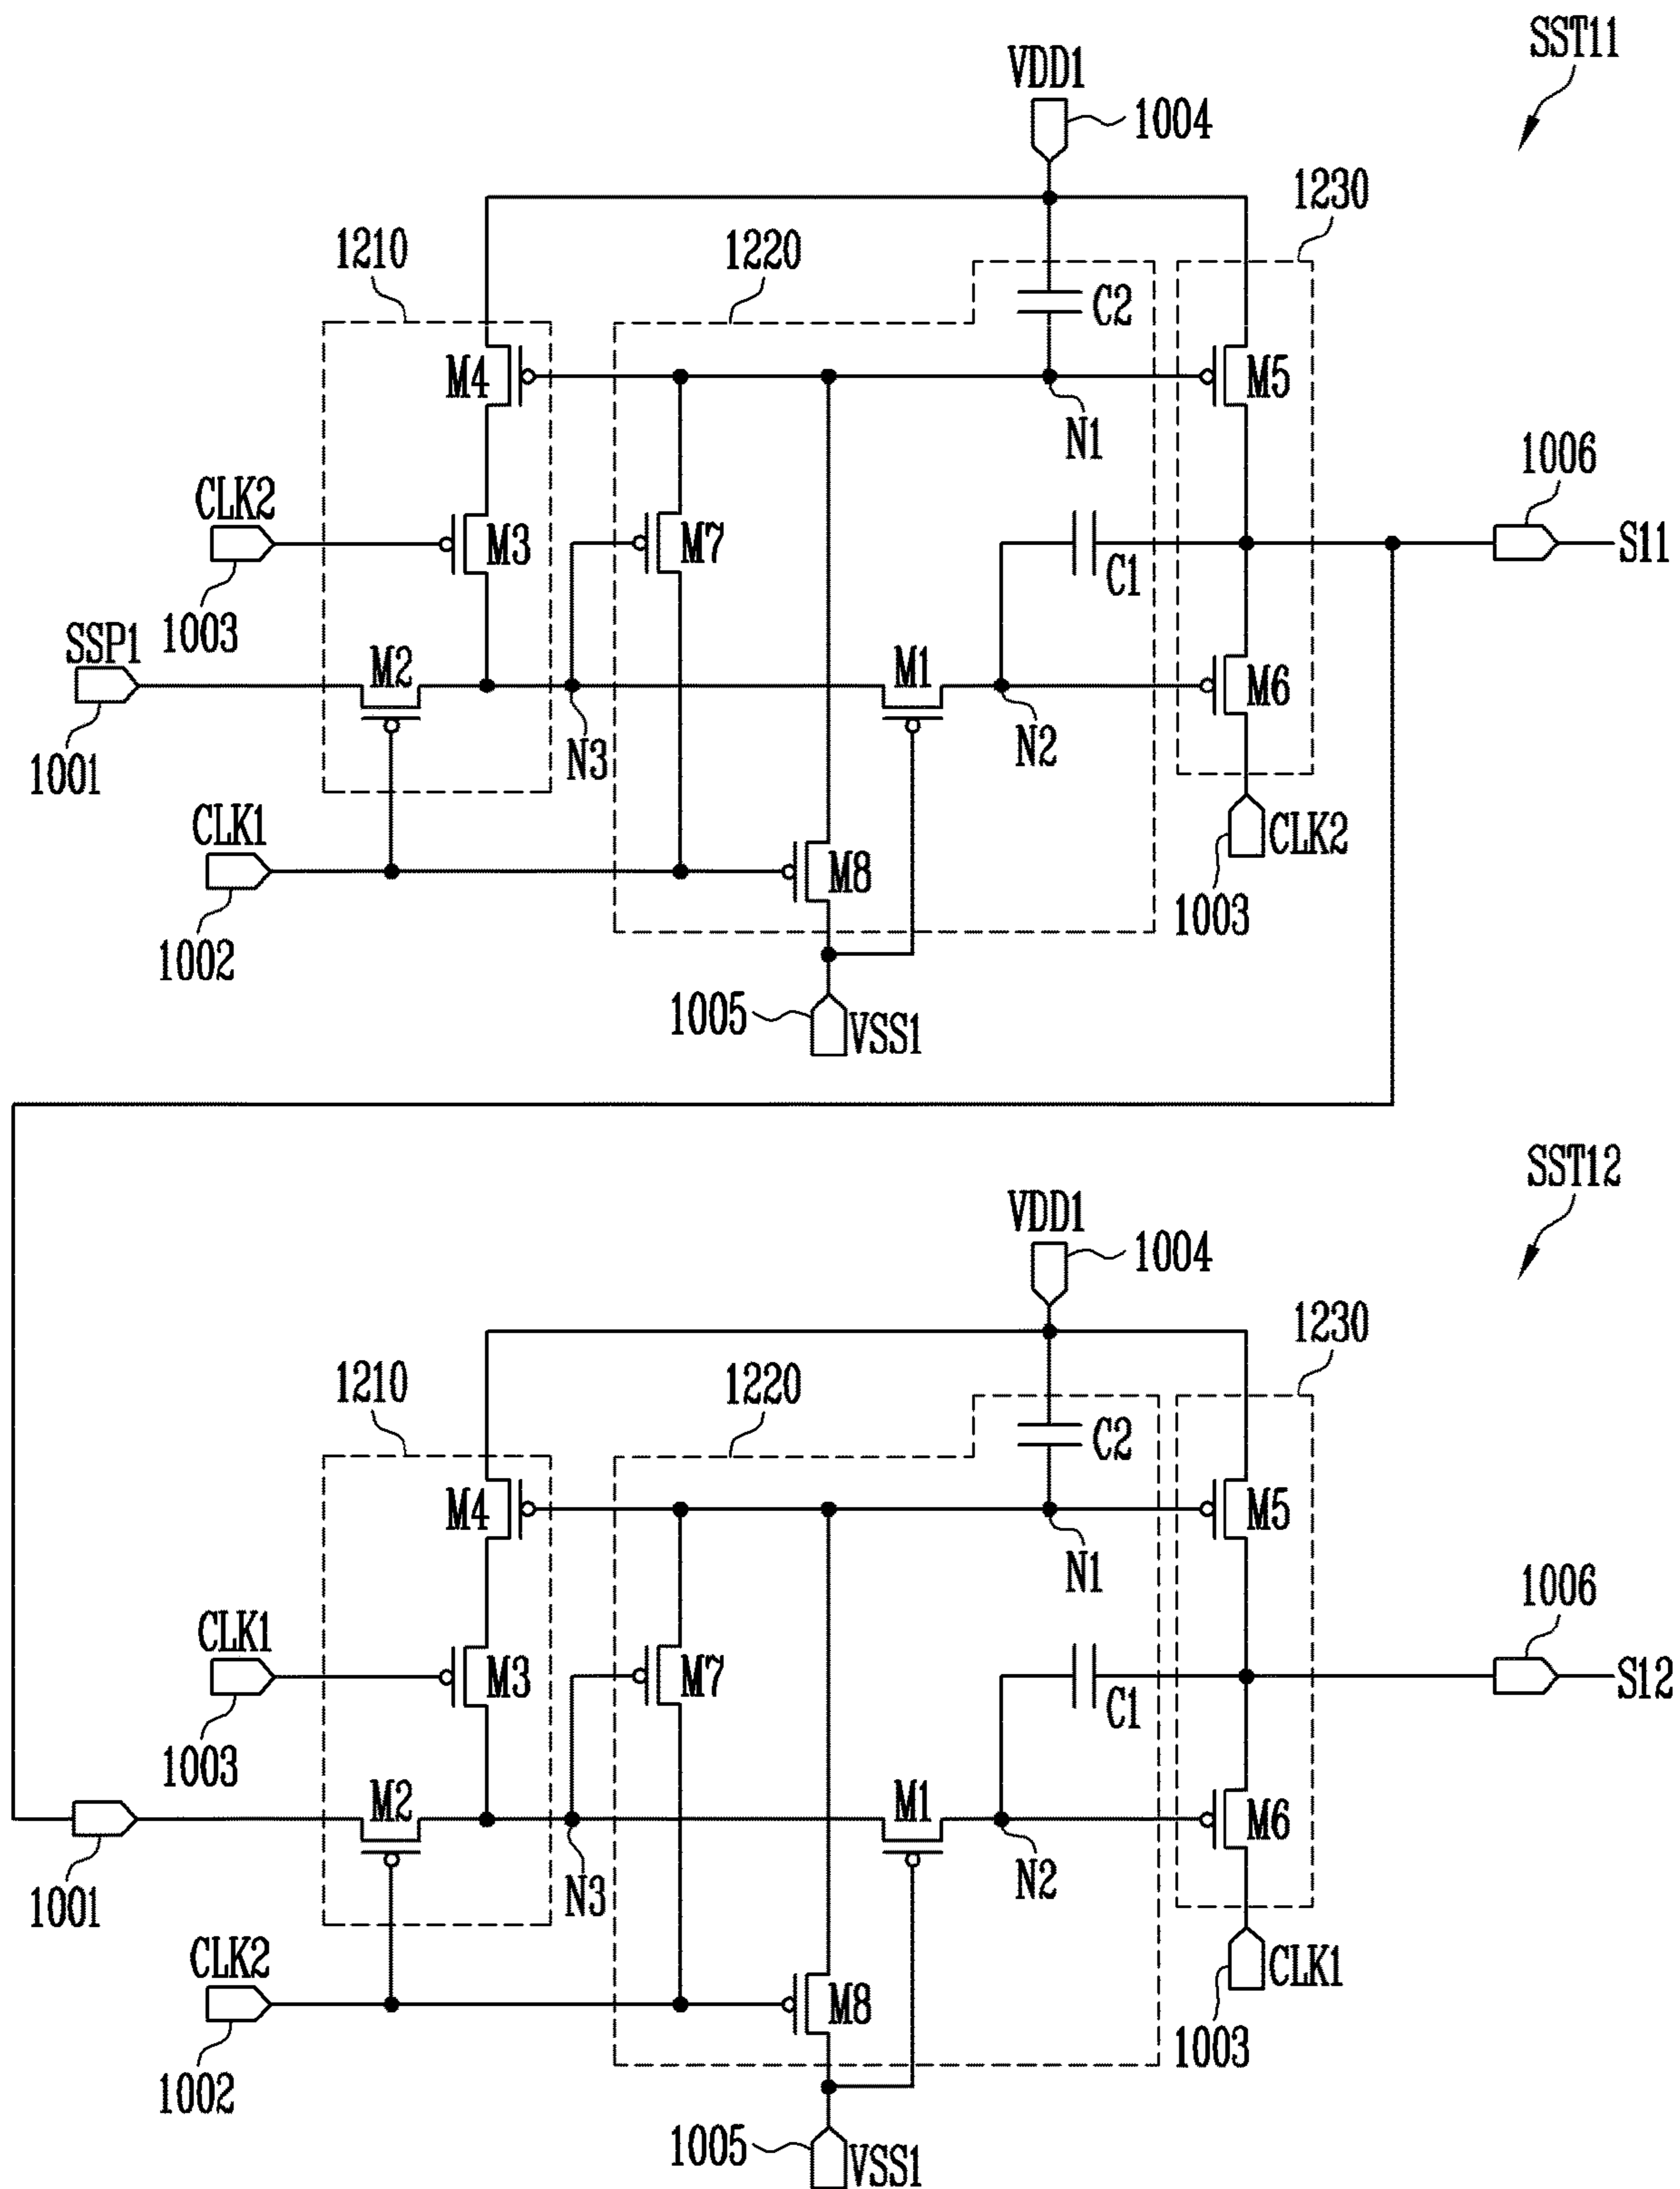 SST11
VDD1
1004
1230
1210
1220
C2
M4
M5
N1
CLK2
1006
M3
M7
S11
C1
1003
SSP1
M2
M1
M6
N3
N2
1001
CLK1
CLK2
M8
1002
1003
1005
VSS1
SST12
VDD1
1004
1230
1210
1220
C2
M4
M5
N1
1006
CLK1
M3
M7
S12
C1
1003
M2
M1
M6
N3
N2
1001
CLK2
CLK1
M8
1003
1002
1005
VSS1